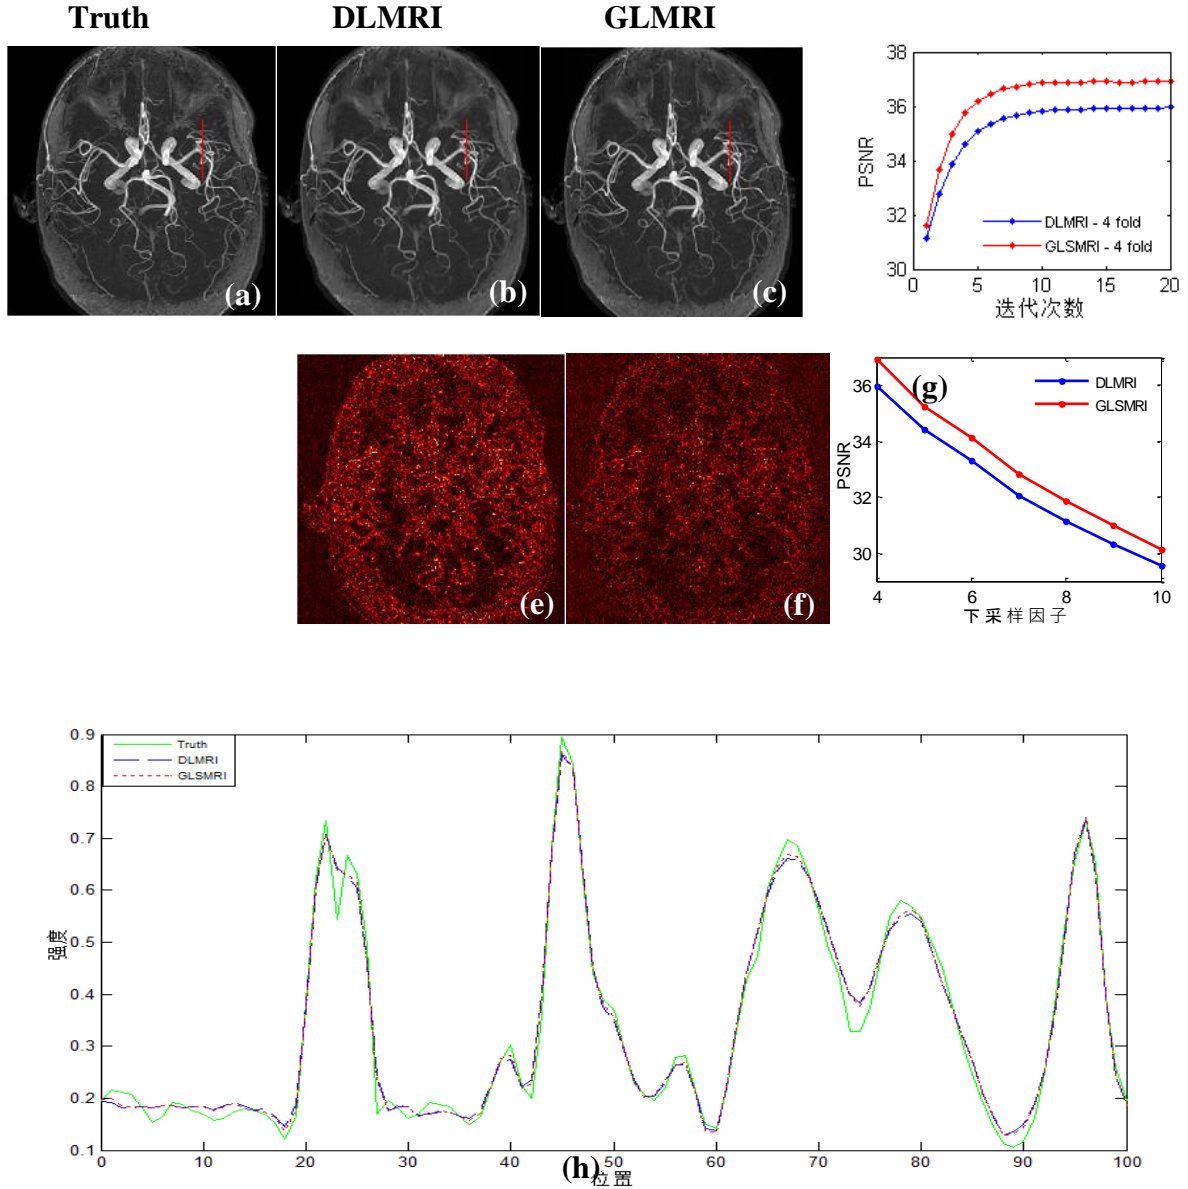 Truth DLMRI GLMRI
(a) (b) (c)
38
36
34
32
30
PSNR
DLMRI - 4 fold
GLSMRI - 4 fold
0 5 10 15 20
迭代次数
(e) (f)
36
34
32
30
PSNR
(g)
DLMRI
GLSMRI
4 6 8 10
下采样因子
0.9
0.8
0.7
0.6
0.5
0.4
0.3
0.2
0.1
强度
Truth
DLMRI
GLSMRI
0 10 20 30 40 50 60 70 80 90 100
(h)
位置